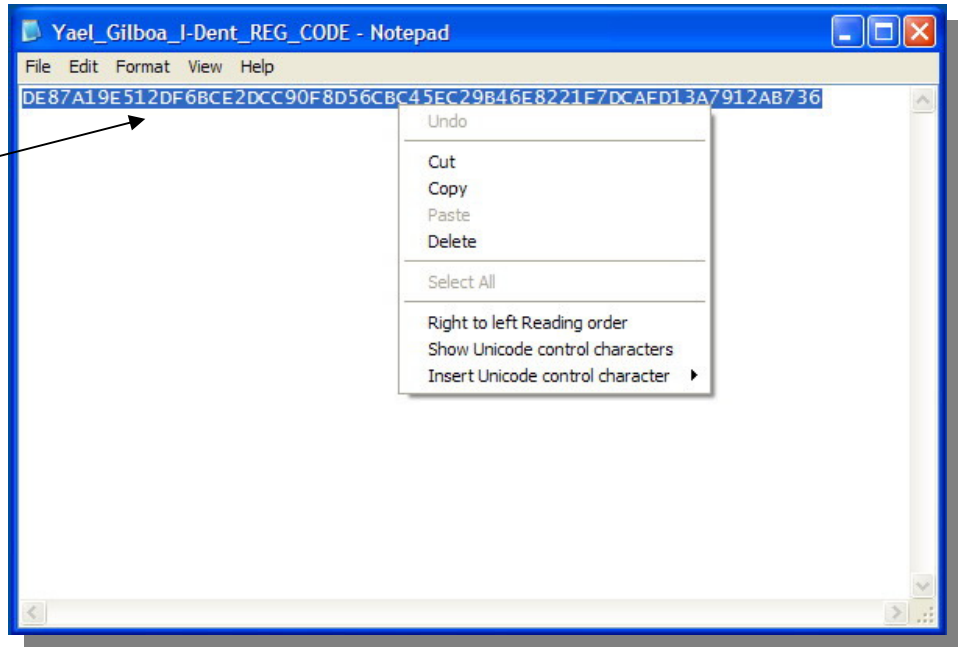 Yael_Gilboa_I-Dent_REG_CODE - Notepad
File Edit Format View Help
DE87A19E512DF6BCE2DCC90F8D56CBC45EC29B46E8221F7DCAFD13A7912AB736
Undo
Cut
Copy
Paste
Delete
Select All
Right to left Reading order
Show Unicode control characters
Insert Unicode control character